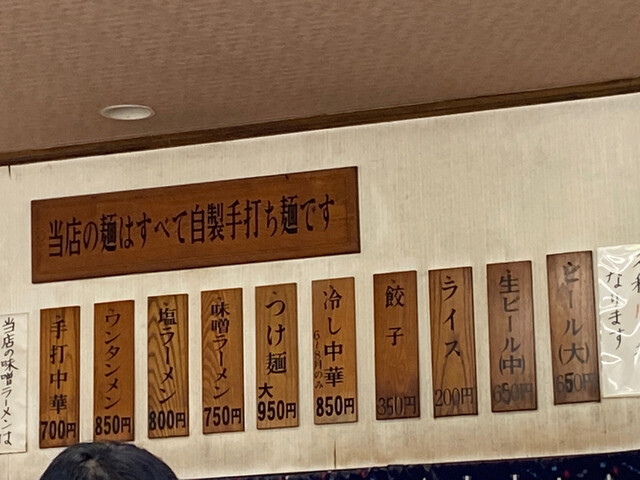 当店の麺はすべて自製手打ち麺です
当店の味噌ラーメンは
手打中華
700円
ワンタンメン
850円
塩ラーメン
800円
味噌ラーメン
750円
つけ麺
大
950円
冷し中華
6〜8月のみ
850円
餃子
350円
ライス
200円
生ビール(中)
650円
ビール(大)
650円
なります